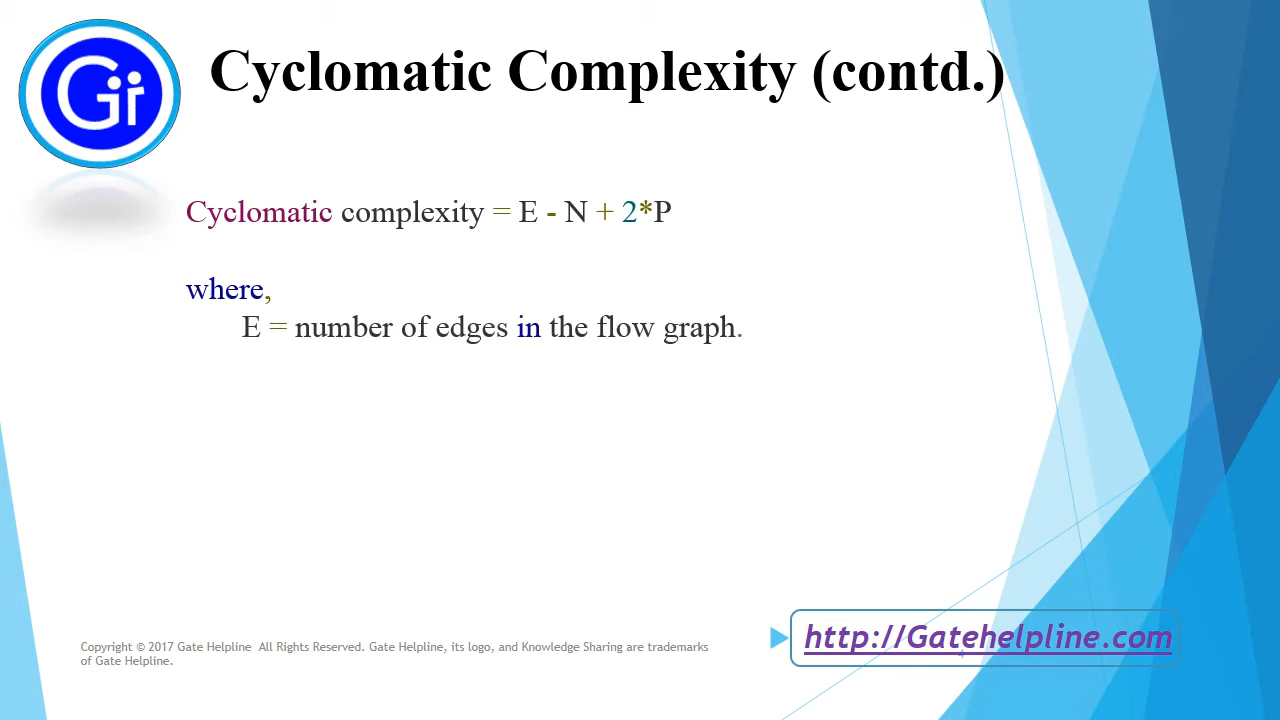 Gir
Cyclomatic Complexity (contd.)
Cyclomatic complexity = E - N + 2*P
where,
E = number of edges in the flow graph.
Copyright © 2017 Gate Helpline All Rights Reserved. Gate Helpline, its logo, and Knowledge Sharing are trademarks
of Gate Helpline.
http://Gatehelpline.com